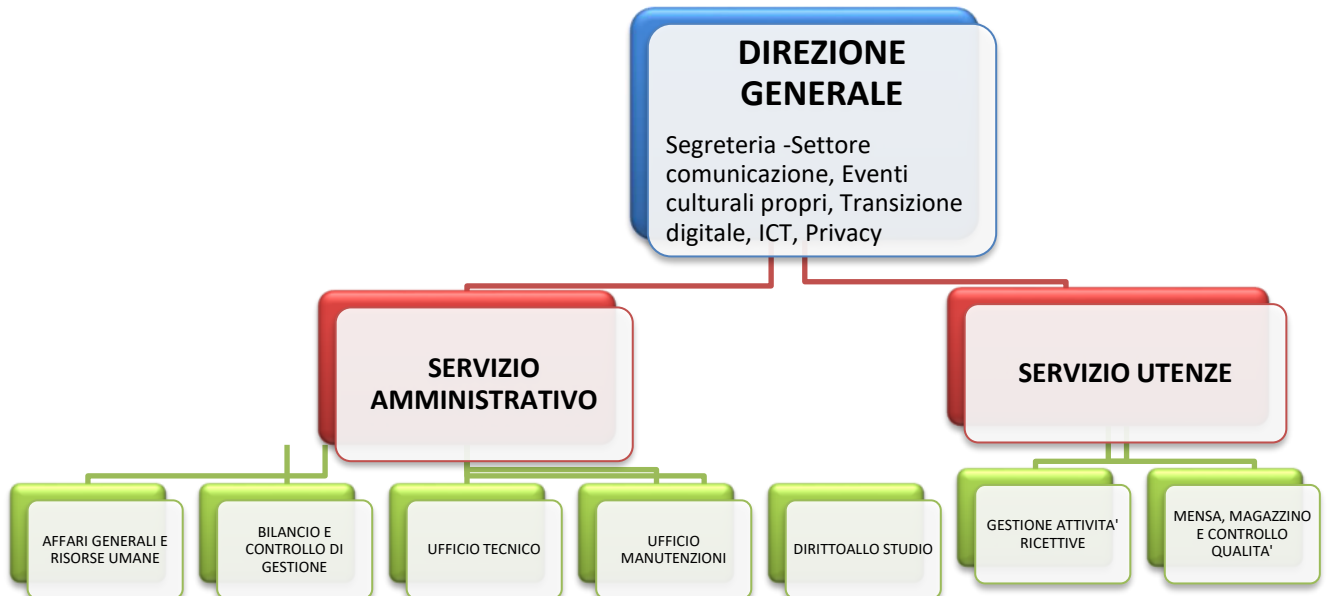 DIREZIONE
GENERALE
Segreteria -Settore
comunicazione, Eventi
culturali propri, Transizione
digitale, ICT, Privacy
SERVIZIO
AMMINISTRATIVO
SERVIZIO UTENZE
AFFARI GENERALI E
RISORSE UMANE
BILANCIO E
CONTROLLO DI
GESTIONE
UFFICIO TECNICO
UFFICIO
MANUTENZIONI
DIRITTOALLO STUDIO
GESTIONE ATTIVITA'
RICETTIVE
MENSA, MAGAZZINO
E CONTROLLO
QUALITA'